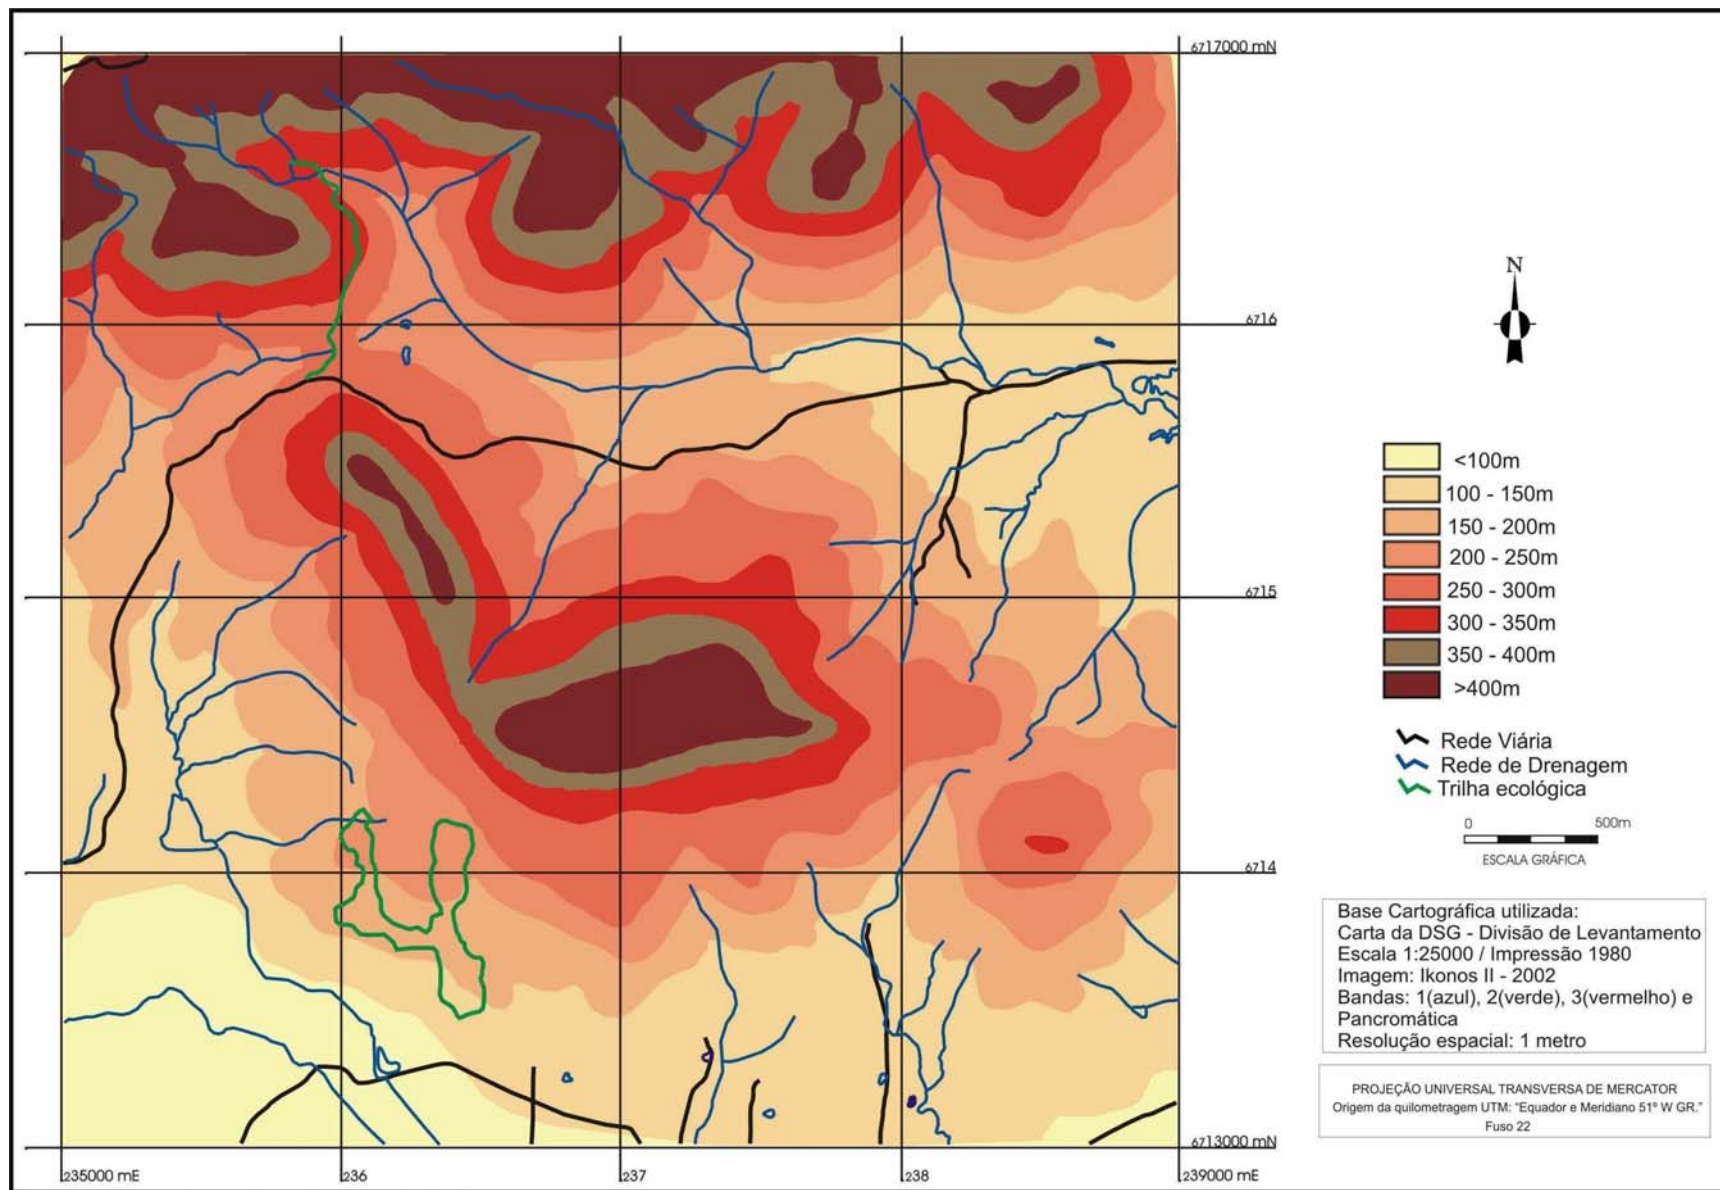 6717000 mN
N
6716
<100m
100 - 150m
150 - 200m
200 - 250m
250 - 300m
300 - 350m
350 - 400m
>400m
6715
Rede Viária
Rede de Drenagem
Trilha ecológica
0 500m
ESCALA GRÁFICA
6714
Base Cartográfica utilizada:
Carta da DSG - Divisão de Levantamento
Escala 1:25000 / Impressão 1980
Imagem: Ikonos II - 2002
Bandas: 1(azul), 2(verde), 3(vermelho) e
Pancromática
Resolução espacial: 1 metro
PROJEÇÃO UNIVERSAL TRANSVERSA DE MERCATOR
Origem da quilometragem UTM: "Equador e Meridiano 51º W GR."
Fuso 22
6713000 mN
235000 mE 236 237 238 239000 mE